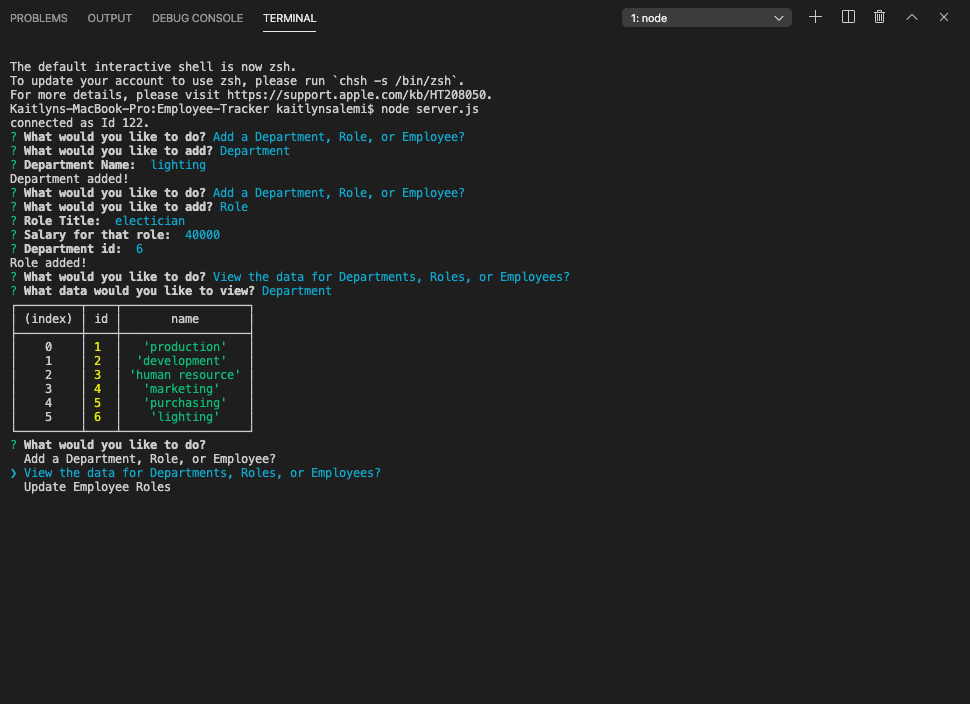 PROBLEMS OUTPUT DEBUG CONSOLE TERMINAL 1: node
The default interactive shell is now zsh.
To update your account to use zsh, please run `chsh -s /bin/zsh`.
For more details, please visit https://support.apple.com/kb/HT208050.
Kaitlyns-MacBook-Pro:Employee-Tracker kaitlynsalemi$ node server.js
connected as Id 122.
? What would you like to do? Add a Department, Role, or Employee?
? What would you like to add? Department
? Department Name: lighting
Department added!
? What would you like to do? Add a Department, Role, or Employee?
? What would you like to add? Role
? Role Title: electician
? Salary for that role: 40000
? Department id: 6
Role added!
? What would you like to do? View the data for Departments, Roles, or Employees?
? What data would you like to view? Department
(index) id name
0 1 'production'
1 2 'development'
2 3 'human resource'
3 4 'marketing'
4 5 'purchasing'
5 6 'lighting'
? What would you like to do?
Add a Department, Role, or Employee?
❯ View the data for Departments, Roles, or Employees?
Update Employee Roles